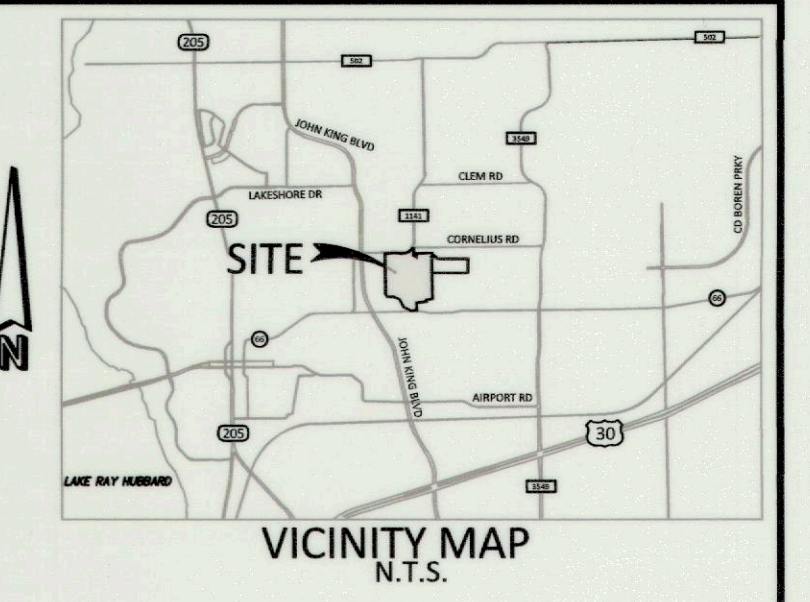 205
502
502
JOHN KING BLVD
3549
CD BOREN PRKY
CLEM RD
LAKESHORE DR
205
1141
CORNELIUS RD
SITE
66
66
N
JOHN KING BLVD
AIRPORT RD
205
30
LAKE RAY HUBBARD
3549
VICINITY MAP
N.T.S.